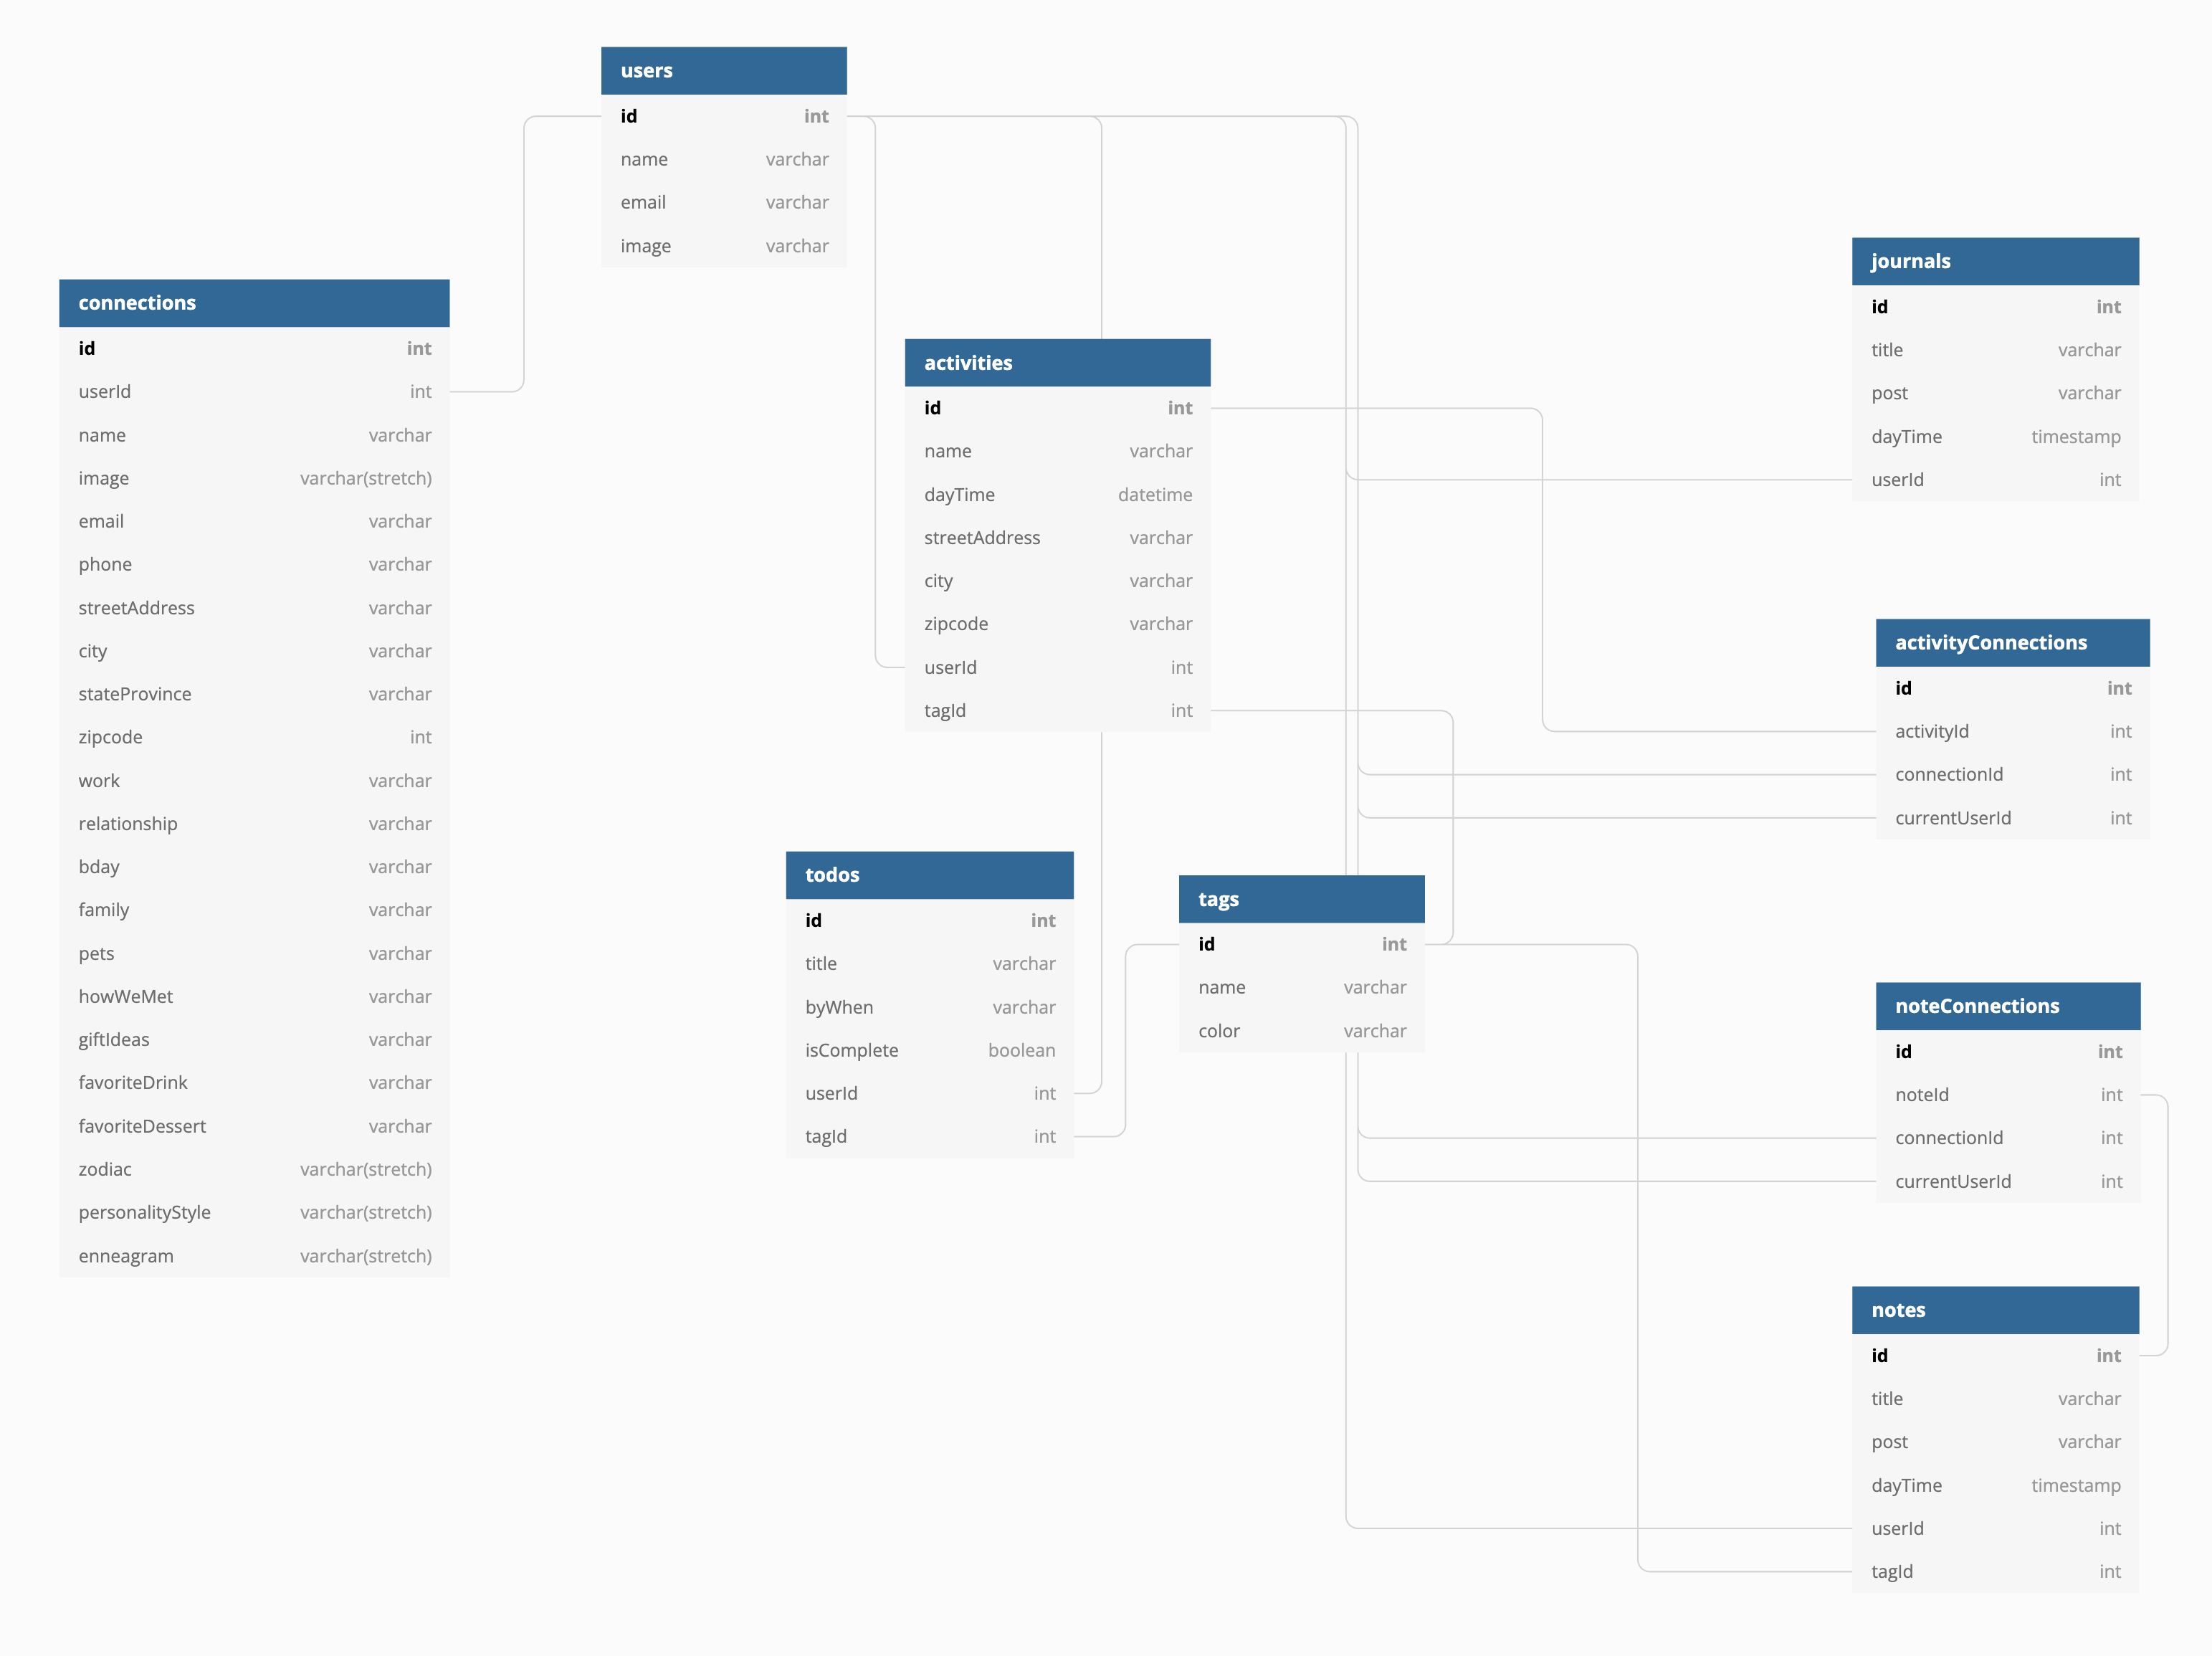 users
id int
name varchar
email varchar
image varchar
connections
id int
userId int
name varchar
image varchar(stretch)
email varchar
phone varchar
streetAddress varchar
city varchar
stateProvince varchar
zipcode int
work varchar
relationship varchar
bday varchar
family varchar
pets varchar
howWeMet varchar
giftIdeas varchar
favoriteDrink varchar
favoriteDessert varchar
zodiac varchar(stretch)
personalityStyle varchar(stretch)
enneagram varchar(stretch)
activities
id int
name varchar
dayTime datetime
streetAddress varchar
city varchar
zipcode varchar
userId int
tagId int
todos
id int
title varchar
byWhen varchar
isComplete boolean
userId int
tagId int
tags
id int
name varchar
color varchar
journals
id int
title varchar
post varchar
dayTime timestamp
userId int
activityConnections
id int
activityId int
connectionId int
currentUserId int
noteConnections
id int
noteId int
connectionId int
currentUserId int
notes
id int
title varchar
post varchar
dayTime timestamp
userId int
tagId int